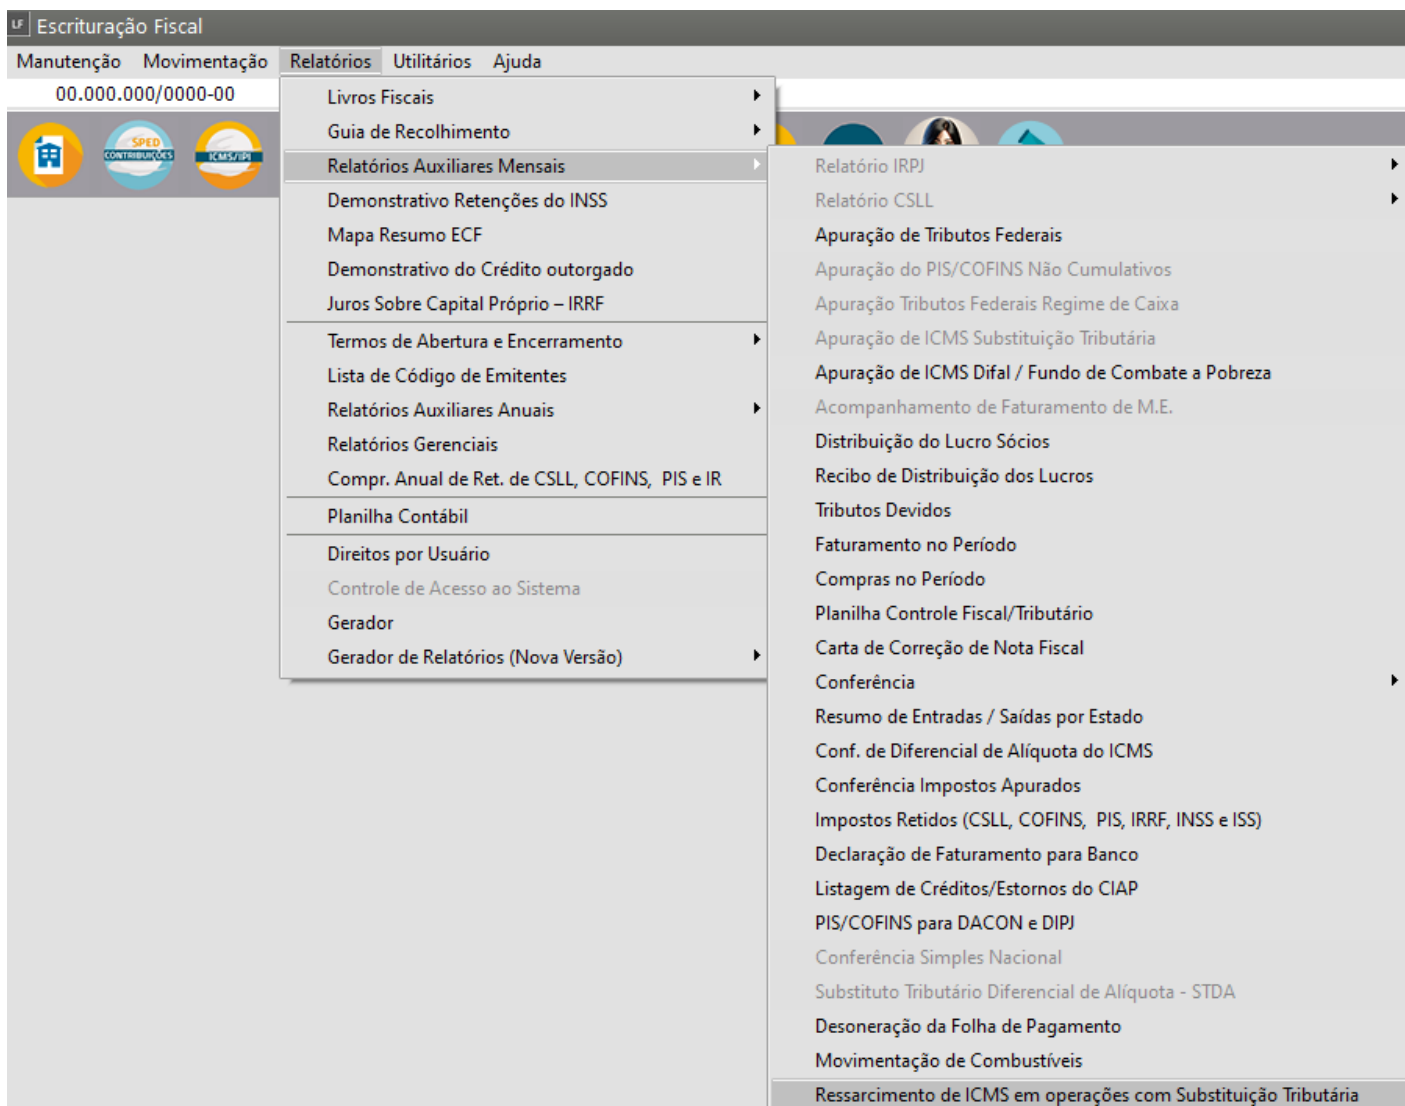 LF Escrituração Fiscal
Manutenção Movimentação Relatórios Utilitários Ajuda
00.000.000/0000-00
SPED CONTRIBUIÇÕES
ICMS/IPI
Livros Fiscais
Guia de Recolhimento
Relatórios Auxiliares Mensais
Demonstrativo Retenções do INSS
Mapa Resumo ECF
Demonstrativo do Crédito outorgado
Juros Sobre Capital Próprio – IRRF
Termos de Abertura e Encerramento
Lista de Código de Emitentes
Relatórios Auxiliares Anuais
Relatórios Gerenciais
Compr. Anual de Ret. de CSLL, COFINS,  PIS e IR
Planilha Contábil
Direitos por Usuário
Controle de Acesso ao Sistema
Gerador
Gerador de Relatórios (Nova Versão)
Relatório IRPJ
Relatório CSLL
Apuração de Tributos Federais
Apuração do PIS/COFINS Não Cumulativos
Apuração Tributos Federais Regime de Caixa
Apuração de ICMS Substituição Tributária
Apuração de ICMS Difal / Fundo de Combate a Pobreza
Acompanhamento de Faturamento de M.E.
Distribuição do Lucro Sócios
Recibo de Distribuição dos Lucros
Tributos Devidos
Faturamento no Período
Compras no Período
Planilha Controle Fiscal/Tributário
Carta de Correção de Nota Fiscal
Conferência
Resumo de Entradas / Saídas por Estado
Conf. de Diferencial de Alíquota do ICMS
Conferência Impostos Apurados
Impostos Retidos (CSLL, COFINS,  PIS, IRRF, INSS e ISS)
Declaração de Faturamento para Banco
Listagem de Créditos/Estornos do CIAP
PIS/COFINS para DACON e DIPJ
Conferência Simples Nacional
Substituto Tributário Diferencial de Alíquota - STDA
Desoneração da Folha de Pagamento
Movimentação de Combustíveis
Ressarcimento de ICMS em operações com Substituição Tributária